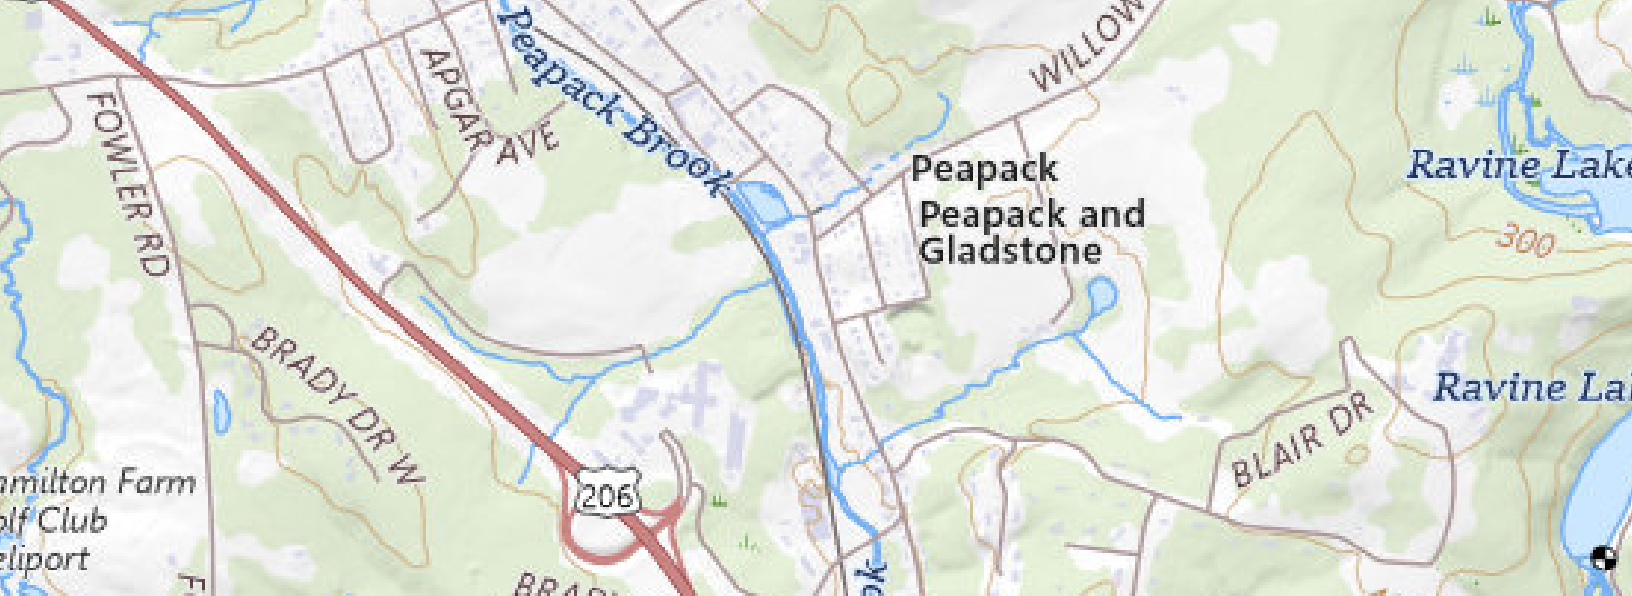 Peapack Brook
APGAR AVE
WILLOW
FOWLER RD
Peapack
Peapack and
Gladstone
Ravine Lake
300
BRADY DR W
Ravine La
BLAIR DR
206
amilton Farm
olf Club
eliport
BRADY
F